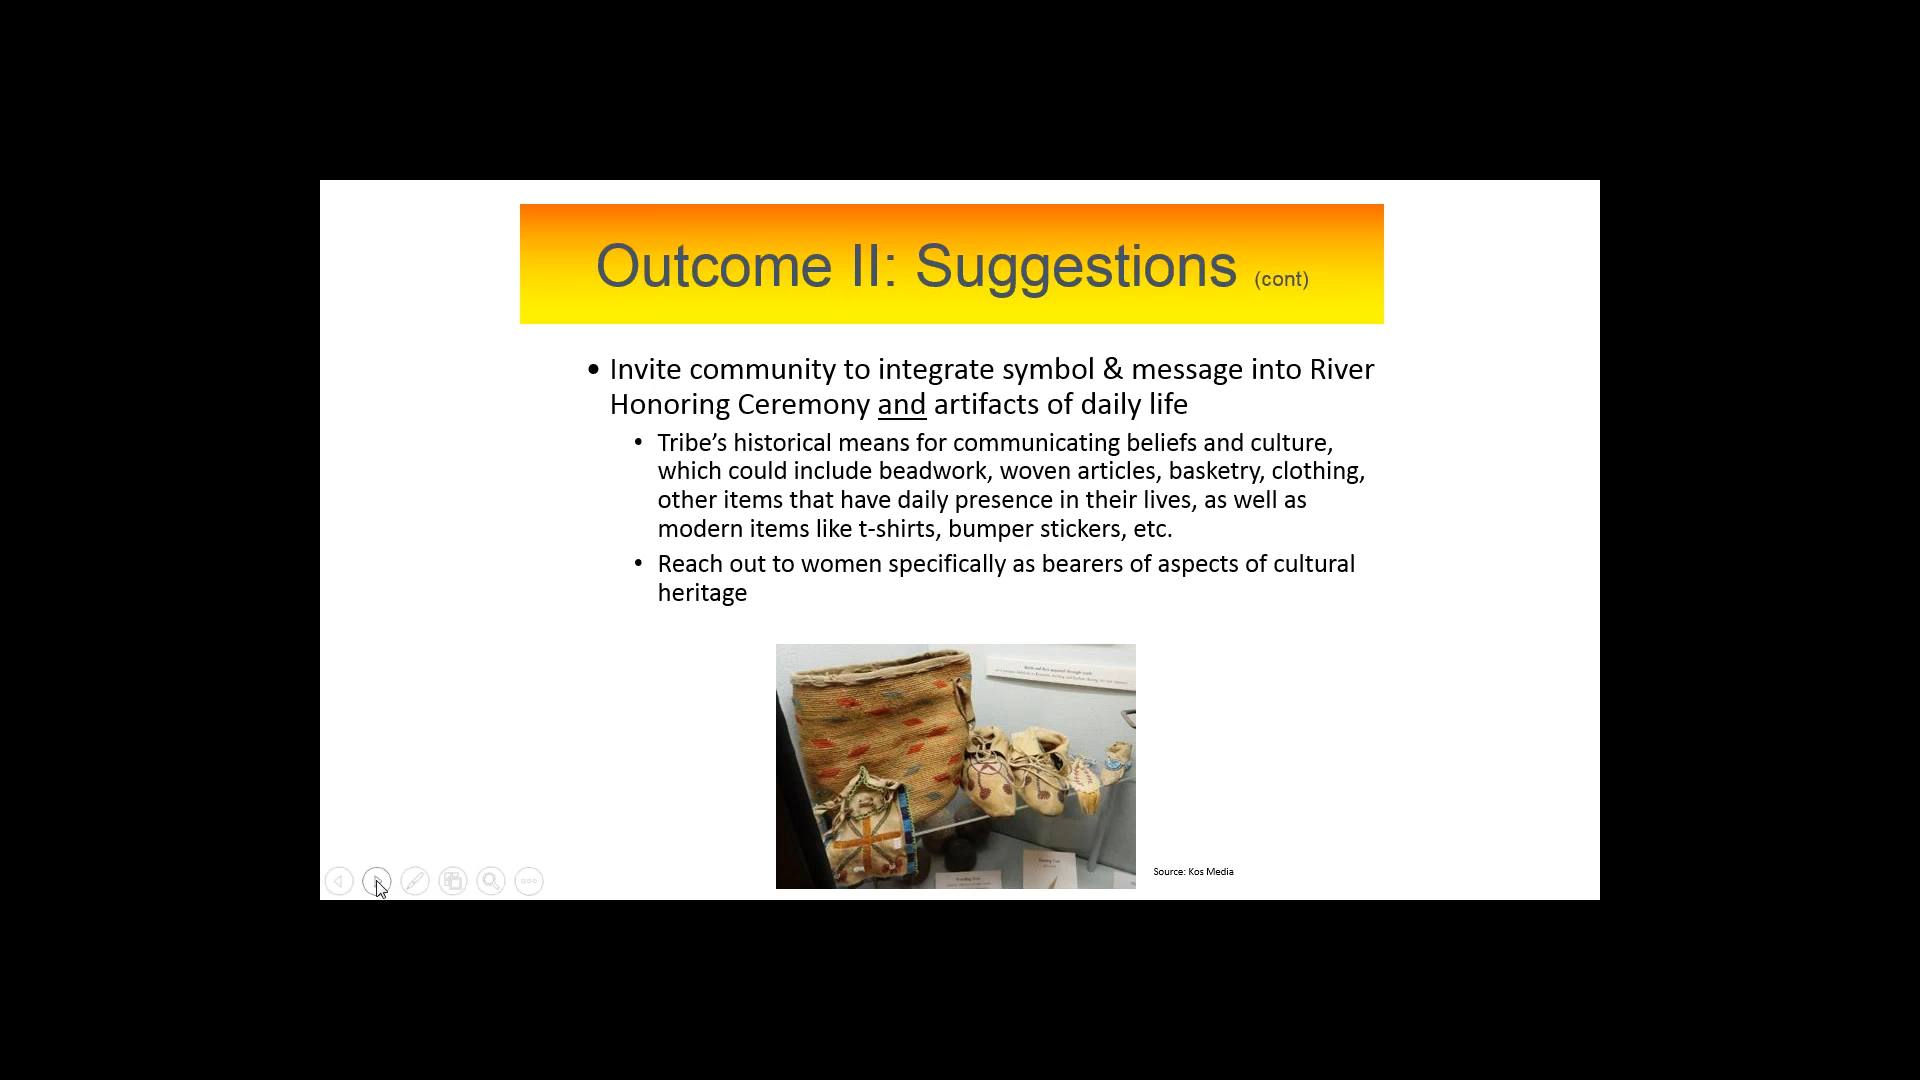 Outcome II: Suggestions (cont)
• Invite community to integrate symbol & message into River
Honoring Ceremony and artifacts of daily life
• Tribe's historical means for communicating beliefs and culture,
which could include beadwork, woven articles, basketry, clothing,
other items that have daily presence in their lives, as well as
modern items like t-shirts, bumper stickers, etc.
• Reach out to women specifically as bearers of aspects of cultural
heritage
Source: Kos Media